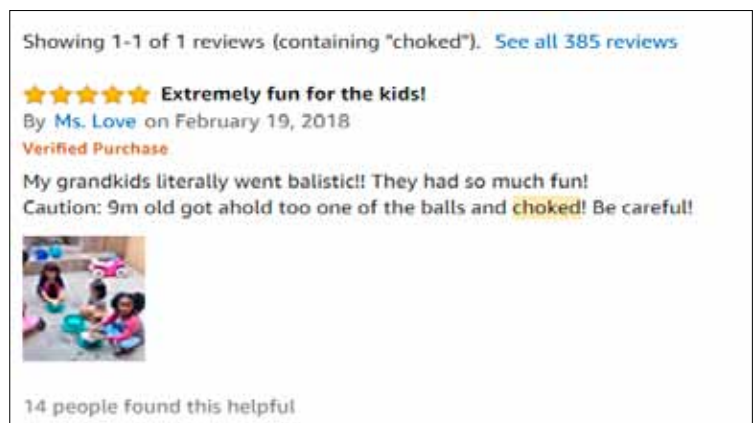 Showing 1-1 of 1 reviews (containing "choked"). See all 385 reviews
Extremely fun for the kids!
By Ms. Love on February 19, 2018
Verified Purchase
My grandkids literally went balistic!! They had so much fun!
Caution: 9m old got ahold too one of the balls and choked! Be careful!
14 people found this helpful